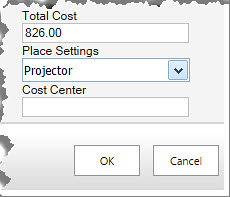 Total Cost
826.00
Place Settings
Projector
Cost Center
OK Cancel